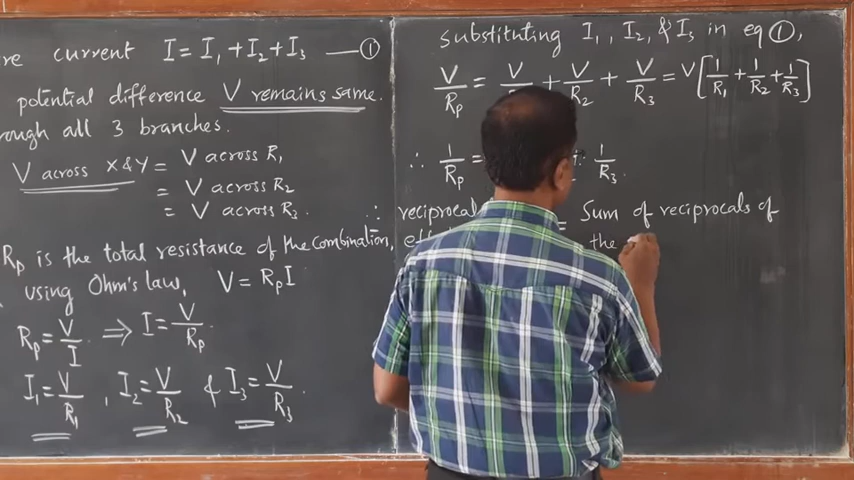 re current I = I₁ + I₂ + I₃ — ①
potential difference V remains same.
rough all 3 branches.
V across X & Y = V across R₁
= V across R₂
= V across R₂.
Rp is the total resistance of the combination,
using Ohm's law, V = RpI
Rp = V/I ⇒ I = V/Rp.
I₁ = V/R₁, I₂ = V/R₂ & I₃ = V/R₃.
substituting I₁, I₂, & I₃ in eq ①,
V/Rp = V/ + V/R₂ + V/R₃ = V[1/R₁ + 1/R₂ + 1/R₃]
∴ 1/Rp = 1/R₃.
∴ reciprocal = Sum of reciprocals of
eff the